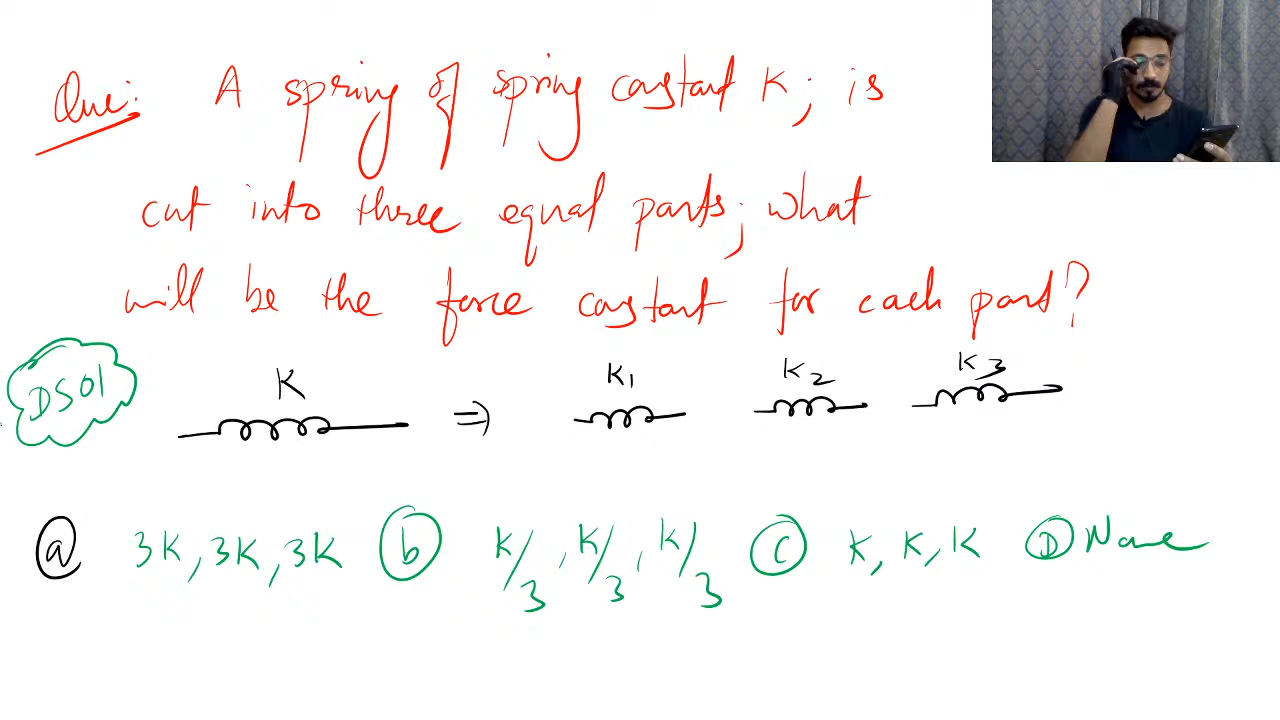 Que: A spring of spring constant K; is
cut into three equal parts; what
will be the force constant for each part?
DS01
K ⇒ K1 K2 K3
(a) 3K, 3K, 3K (b) K/3, K/3, K/3 (c) K, K, K (D) None